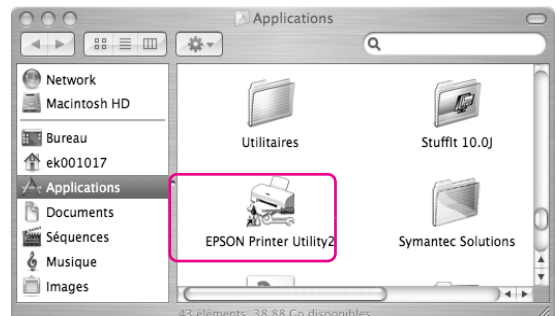 Applications
Network
Macintosh HD
Bureau
ek001017
Applications
Documents
Séquences
Musique
Images
Utilitaires
StuffIt 10.0J
EPSON Printer Utility2
Symantec Solutions
43 éléments, 38,88 Go disponibles